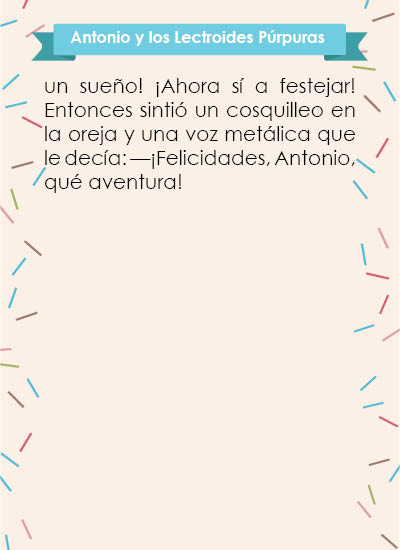 Antonio y los Lectroides Púrpuras
un sueño! ¡Ahora sí a festejar!
Entonces sintió un cosquilleo en
la oreja y una voz metálica que
le decía: —¡Felicidades, Antonio,
qué aventura!